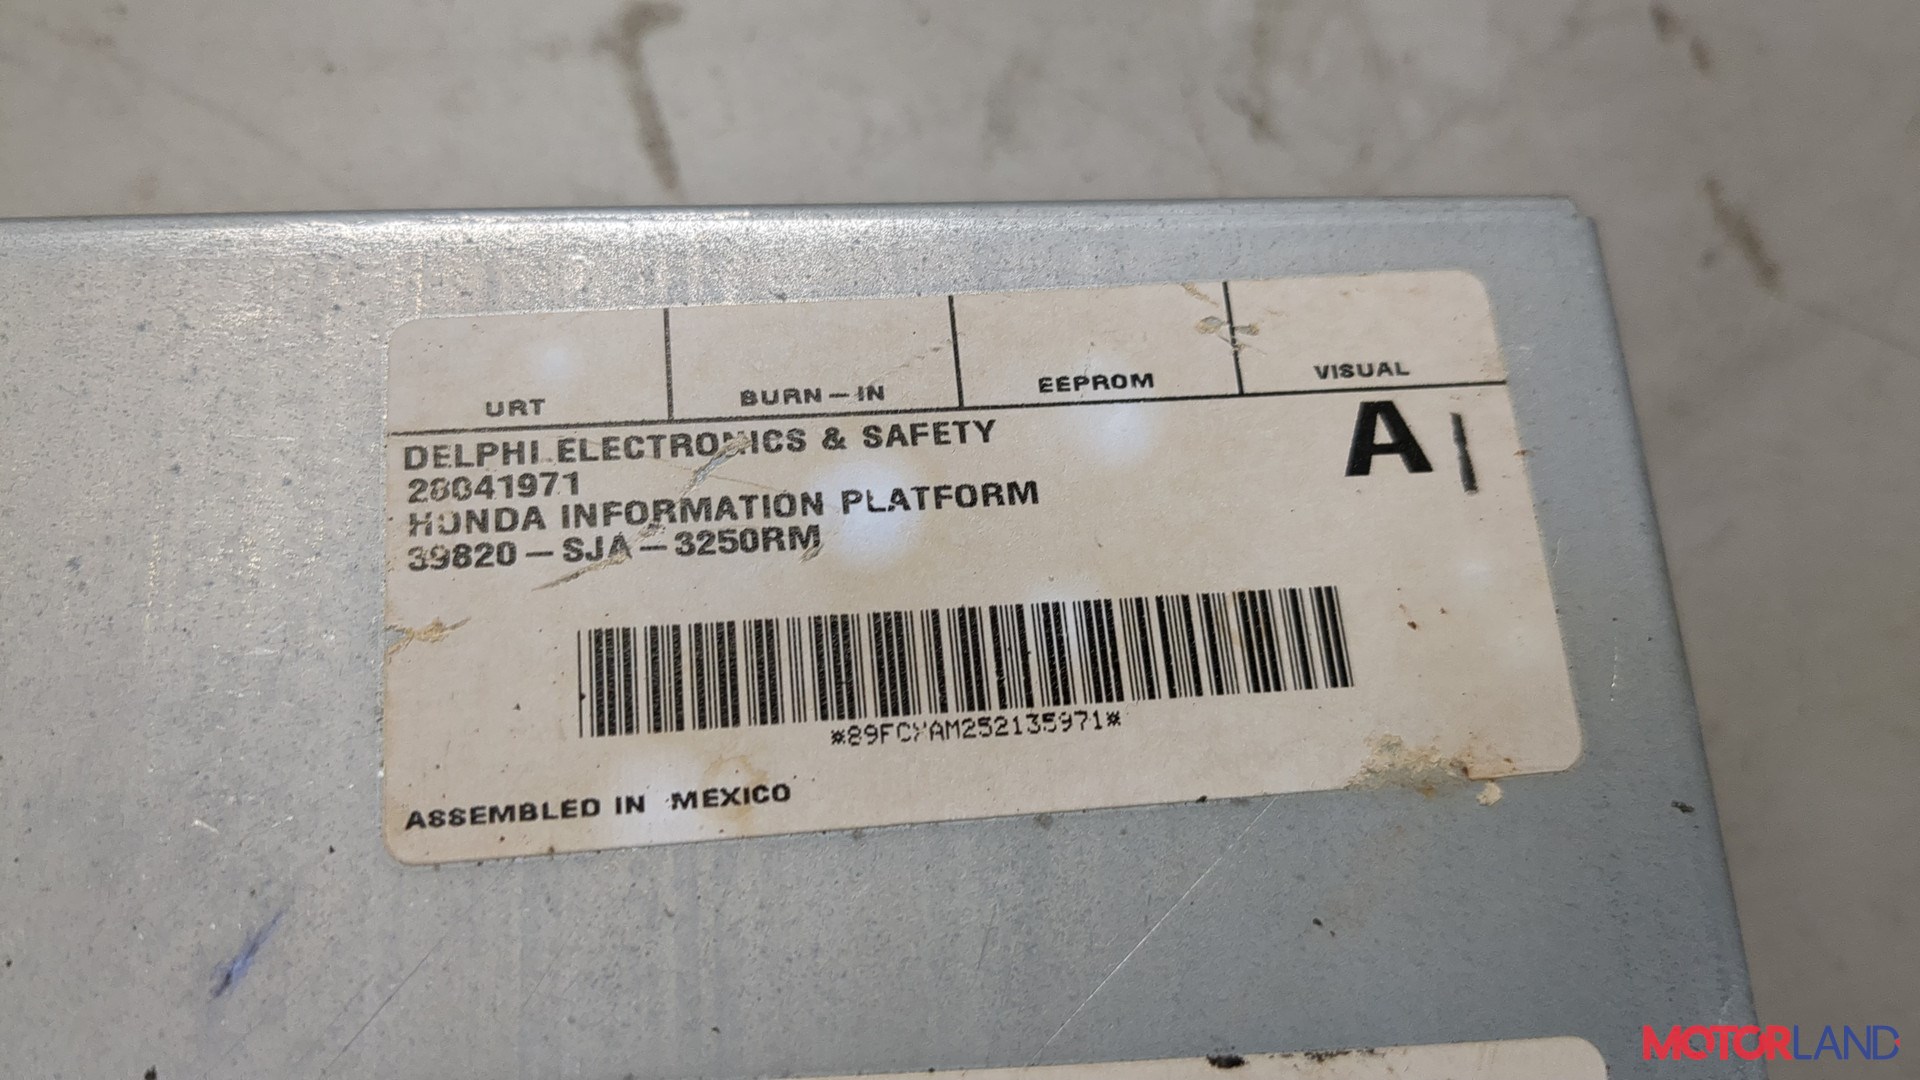 URT BURN-IN EEPROM VISUAL
DELPHI ELECTRONICS & SAFETY
28041971
HONDA INFORMATION PLATFORM
39820-SJA-3250RM
A
ASSEMBLED IN MEXICO
MOTORLAND